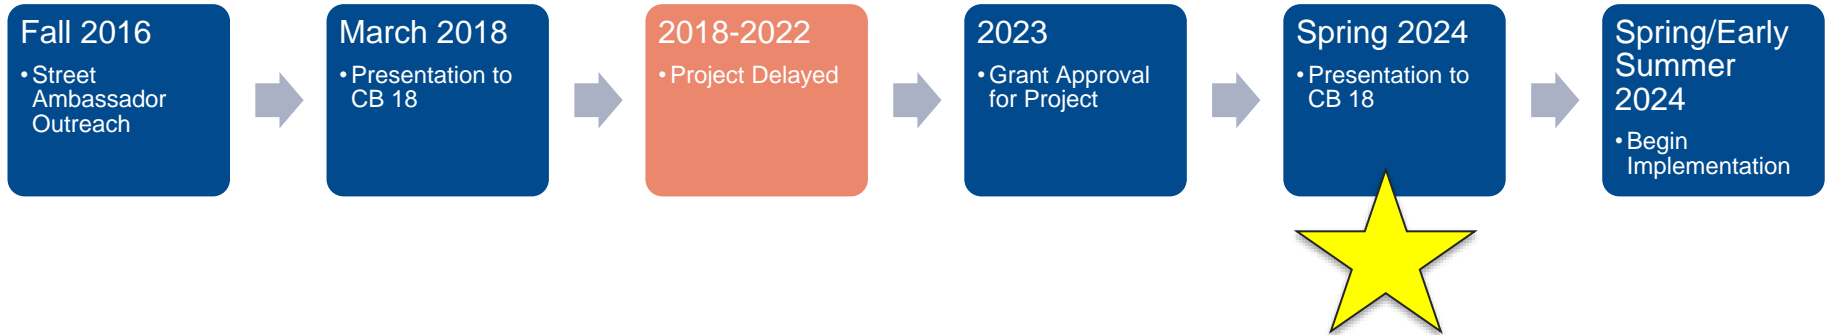 Fall 2016
• Street
Ambassador
Outreach
March 2018
• Presentation to
CB 18
2018-2022
• Project Delayed
2023
• Grant Approval
for Project
Spring 2024
• Presentation to
CB 18
Spring/Early
Summer
2024
• Begin
Implementation